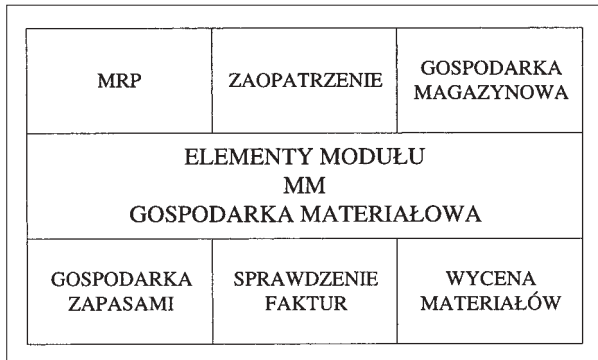 MRP
ZAOPATRZENIE
GOSPODARKA
MAGAZYNOWA
ELEMENTY MODUŁU
MM
GOSPODARKA MATERIAŁOWA
GOSPODARKA
ZAPASAMI
SPRAWDZENIE
FAKTUR
WYCENA
MATERIAŁÓW